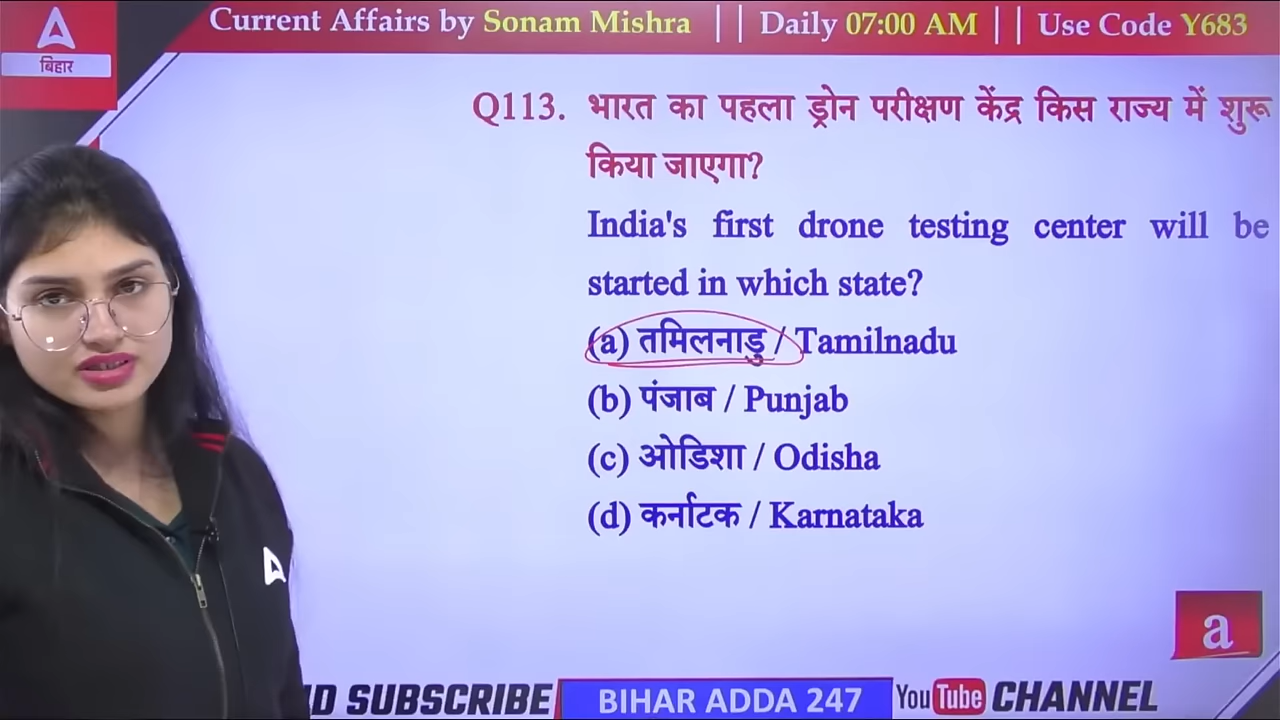 Current Affairs by Sonam Mishra || Daily 07:00 AM || Use Code Y683
बिहार
Q113. भारत का पहला ड्रोन परीक्षण केंद्र किस राज्य में शुरू
किया जाएगा?
India's first drone testing center will be
started in which state?
(a) तमिलनाडु / Tamilnadu
(b) पंजाब / Punjab
(c) ओडिशा / Odisha
(d) कर्नाटक / Karnataka
a
SUBSCRIBE BIHAR ADDA 247 YouTube CHANNEL